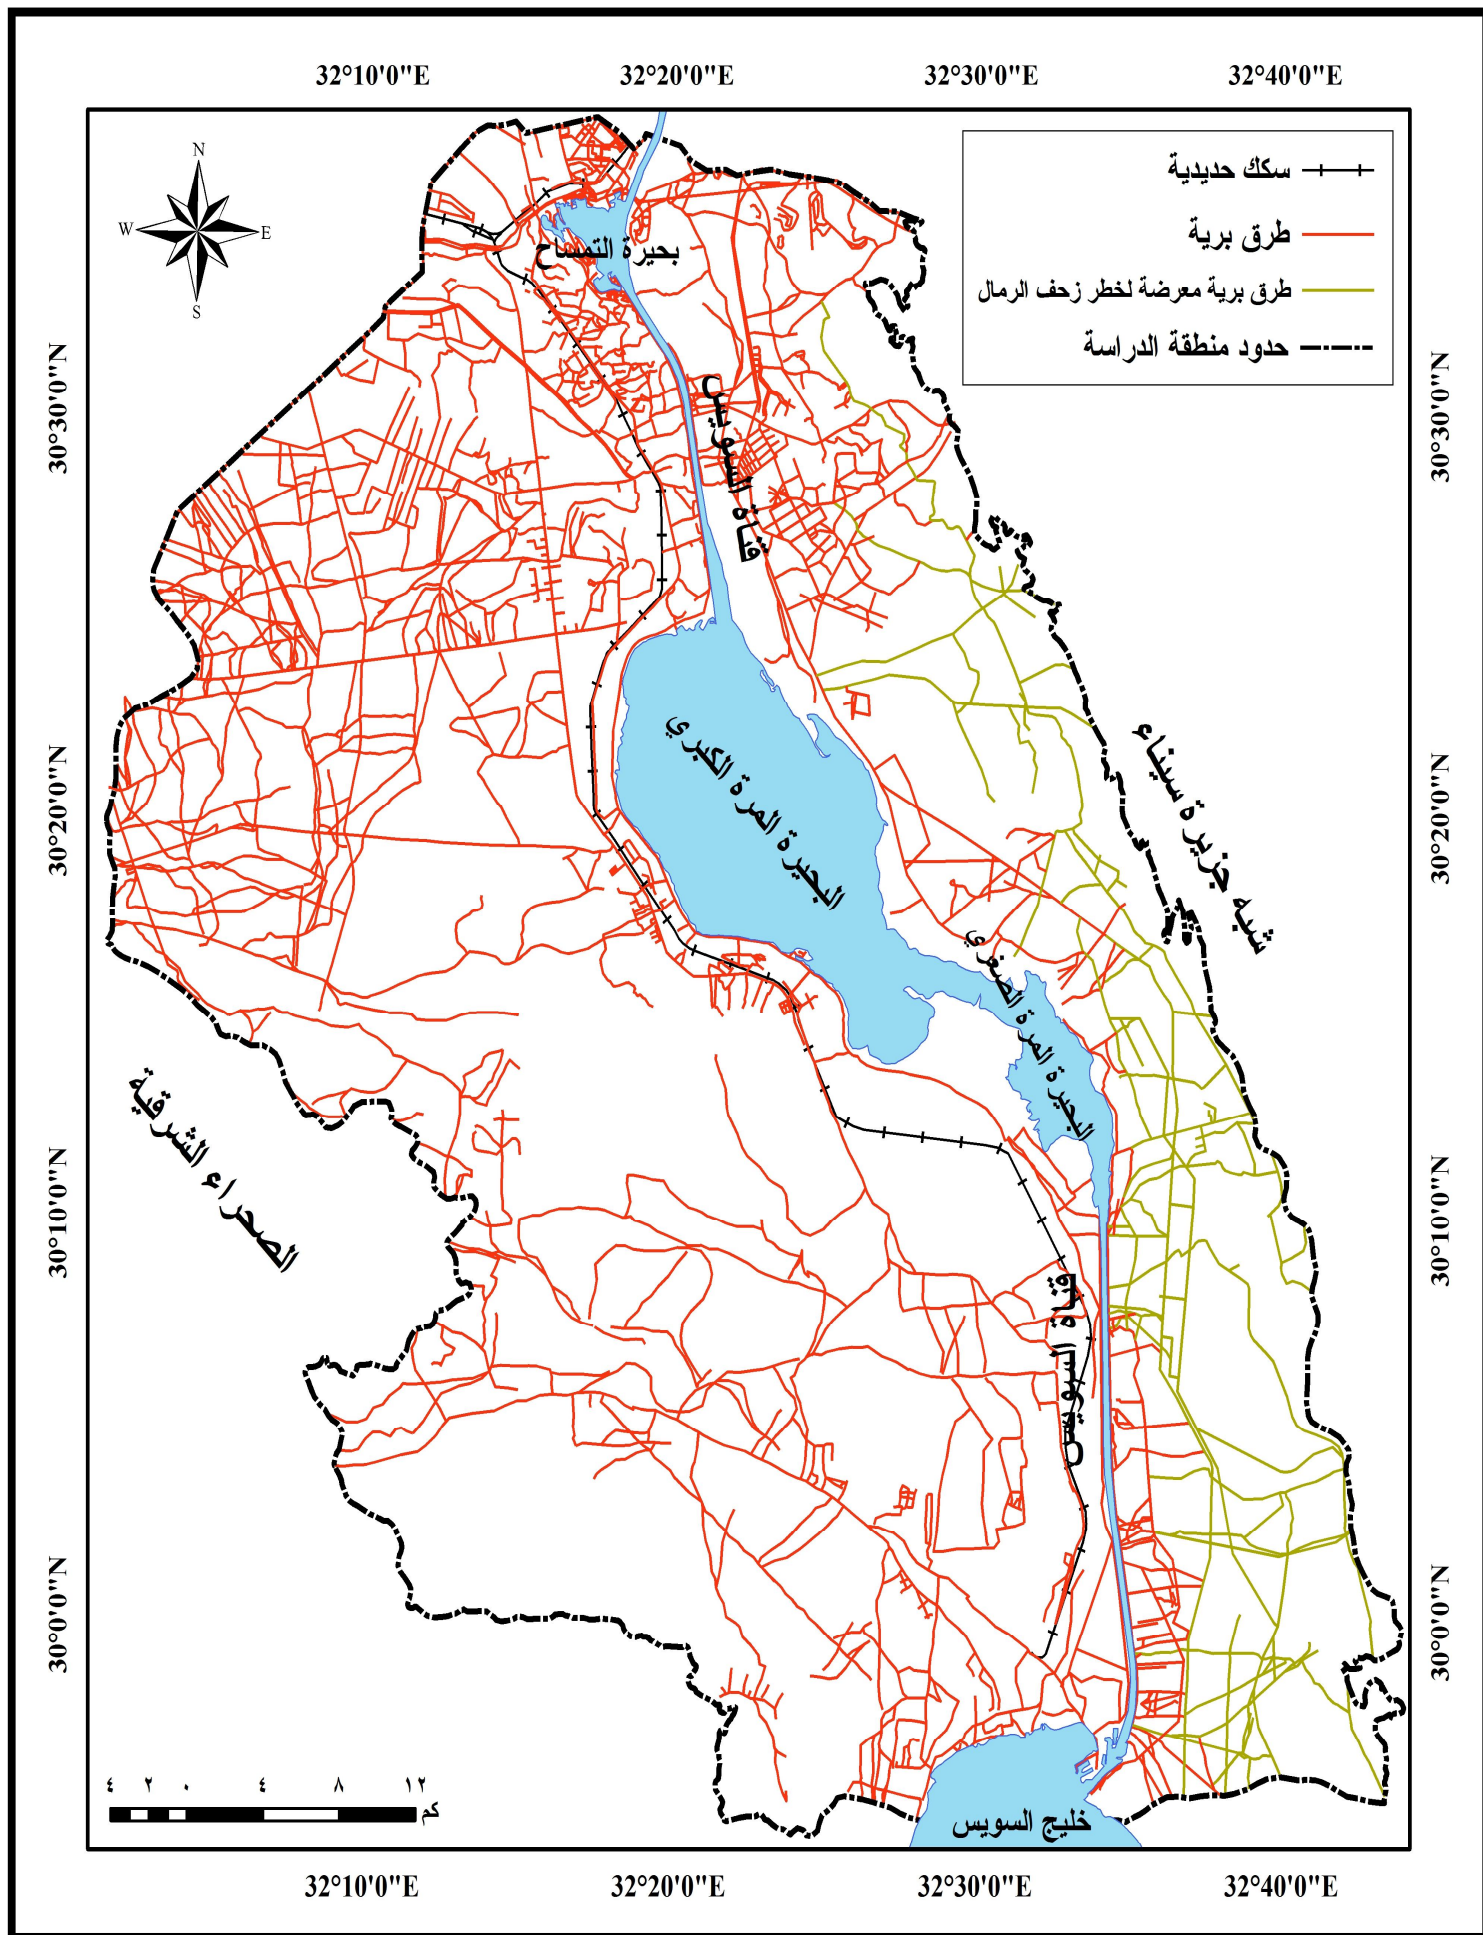 32°10'0"E 32°20'0"E 32°30'0"E 32°40'0"E
N
W E
S
سكك حديدية
طرق برية
طرق برية معرضة لخطر زحف الرمال
حدود منطقة الدراسة
بحيرة التمساح
قناة السويس
30°30'0"N 30°30'0"N
البحيرة المرة الكبري
شبه جزيرة سيناء
30°20'0"N 30°20'0"N
البحيرة المرة الصغري
الصحراء الشرقية
30°10'0"N 30°10'0"N
قناة السويس
30°0'0"N 30°0'0"N
٤ ٢ ٠ ٤ ٨ ١٢
كم
خليج السويس
32°10'0"E 32°20'0"E 32°30'0"E 32°40'0"E